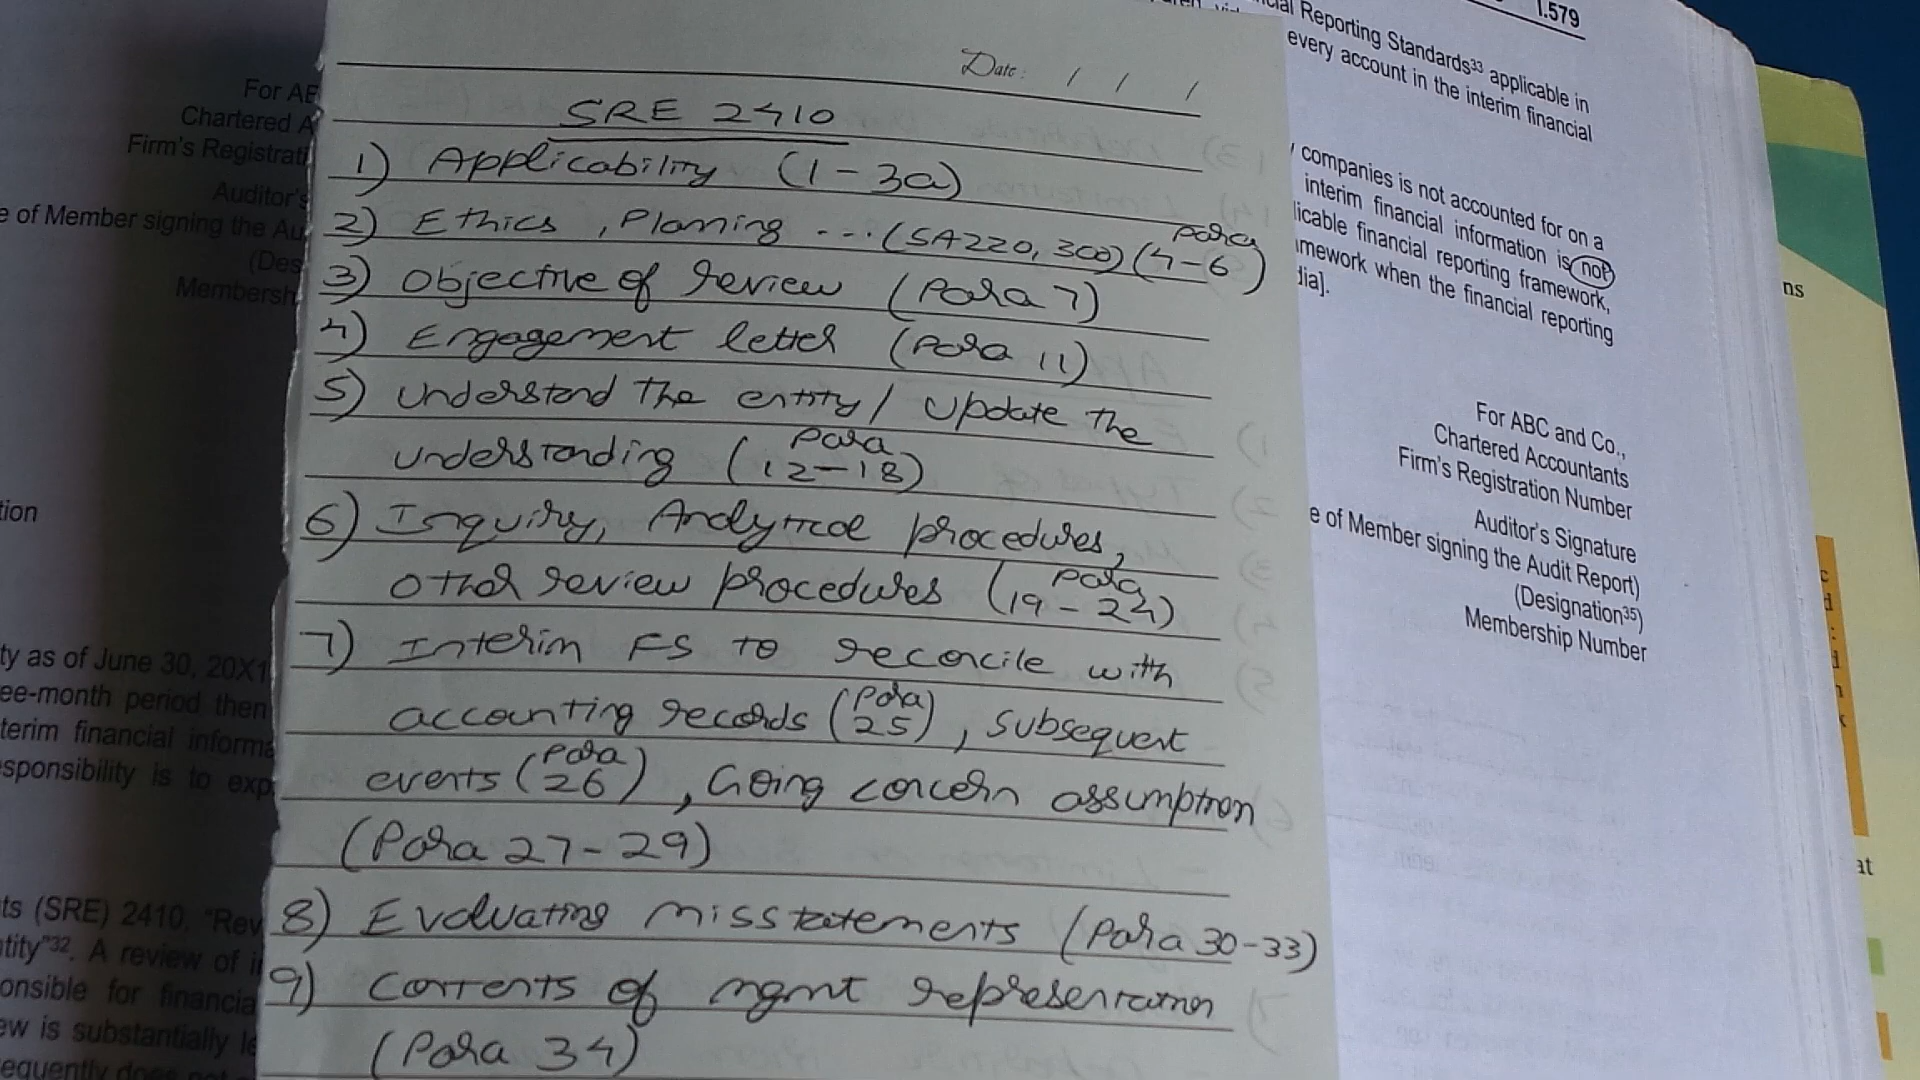 Date: / / /
SRE 2410
1) Applicability (1-3a)
2) Ethics, Planning ... (SA220, 300) (para 4-6)
3) Objective of review (Para 7)
4) Engagement letter (Para 11)
5) Understand the entity / Update the
understanding (Para 12-18)
6) Inquiry, Analytical procedures,
other review procedures (Para 19-24)
7) Interim FS to reconcile with
accounting records (Para 25), subsequent
events (Para 26), Going concern assumption
(Para 27-29)
8) Evaluating misstatements (Para 30-33)
9) Contents of mgmt representation
(Para 34)
For AB
Chartered A
Firm's Registrati
Auditor's
e of Member signing the Au
(Des
Membersh
tion
ty as of June 30, 20X1
ee-month period then
terim financial informa
sponsibility is to exp
ts (SRE) 2410, "Rev
tity"32. A review of i
onsible for financia
ew is substantially le
equently does not
1.579
cial Reporting Standards33 applicable in
every account in the interim financial
companies is not accounted for on a
interim financial information is not
licable financial reporting framework,
mework when the financial reporting
dia].
For ABC and Co.,
Chartered Accountants
Firm's Registration Number
Auditor's Signature
e of Member signing the Audit Report)
(Designation35)
Membership Number
ns
at